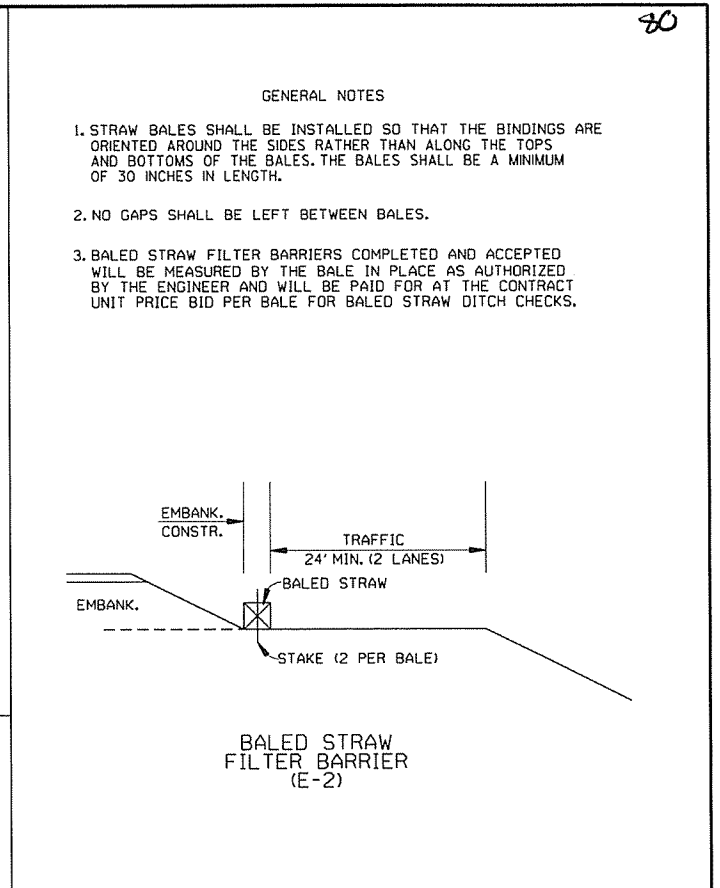 80
GENERAL NOTES
1. STRAW BALES SHALL BE INSTALLED SO THAT THE BINDINGS ARE
ORIENTED AROUND THE SIDES RATHER THAN ALONG THE TOPS
AND BOTTOMS OF THE BALES. THE BALES SHALL BE A MINIMUM
OF 30 INCHES IN LENGTH.
2. NO GAPS SHALL BE LEFT BETWEEN BALES.
3. BALED STRAW FILTER BARRIERS COMPLETED AND ACCEPTED
WILL BE MEASURED BY THE BALE IN PLACE AS AUTHORIZED
BY THE ENGINEER AND WILL BE PAID FOR AT THE CONTRACT
UNIT PRICE BID PER BALE FOR BALED STRAW DITCH CHECKS.
EMBANK.
CONSTR.
TRAFFIC
24' MIN. (2 LANES)
BALED STRAW
EMBANK.
STAKE (2 PER BALE)
BALED STRAW
FILTER BARRIER
(E-2)